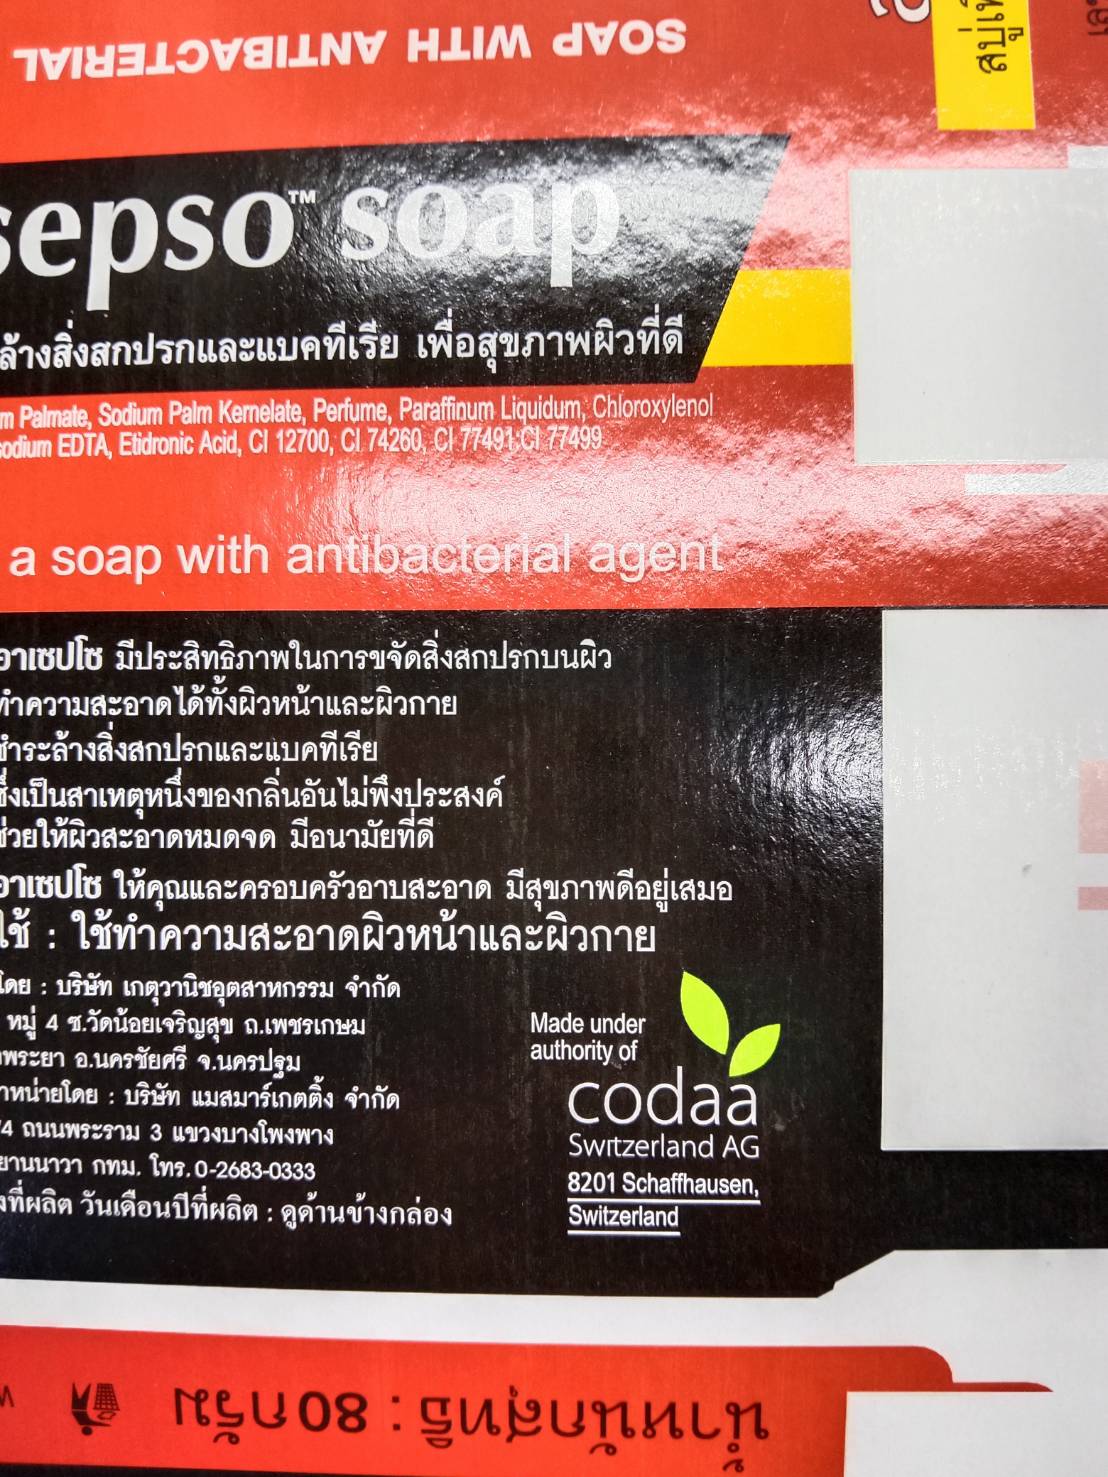 SOAP WITH ANTIBACTERIAL
สบู่
sepso™ soap
ล้างสิ่งสกปรกและแบคทีเรีย เพื่อสุขภาพผิวที่ดี
Palmate, Sodium Palm Kernelate, Perfume, Paraffinum Liquidum, Chloroxylenol
EDTA, Etidronic Acid, CI 12700, CI 74260, CI 77491,CI 77499
a soap with antibacterial agent
อาเซปโซ มีประสิทธิภาพในการขจัดสิ่งสกปรกบนผิว
ทำความสะอาดได้ทั้งผิวหน้าและผิวกาย
ชำระล้างสิ่งสกปรกและแบคทีเรีย
ซึ่งเป็นสาเหตุหนึ่งของกลิ่นอันไม่พึงประสงค์
ช่วยให้ผิวสะอาดหมดจด มีอนามัยที่ดี
อาเซปโซ ให้คุณและครอบครัวอาบสะอาด มีสุขภาพดีอยู่เสมอ
ใช้ : ใช้ทำความสะอาดผิวหน้าและผิวกาย
โดย : บริษัท เกตุวานิชอุตสาหกรรม จำกัด
หมู่ 4 ซ.วัดน้อยเจริญสุข ถ.เพชรเกษม
พระยา อ.นครชัยศรี จ.นครปฐม
หน่ายโดย : บริษัท แมสมาร์เกตติ้ง จำกัด
/4 ถนนพระราม 3 แขวงบางโพงพาง
ยานนาวา กทม. โทร. 0-2683-0333
ที่ผลิต วันเดือนปีที่ผลิต : ดูด้านข้างกล่อง
Made under
authority of
codaa
Switzerland AG
8201 Schaffhausen,
Switzerland
น้ำหนักสุทธิ : 80 กรัม